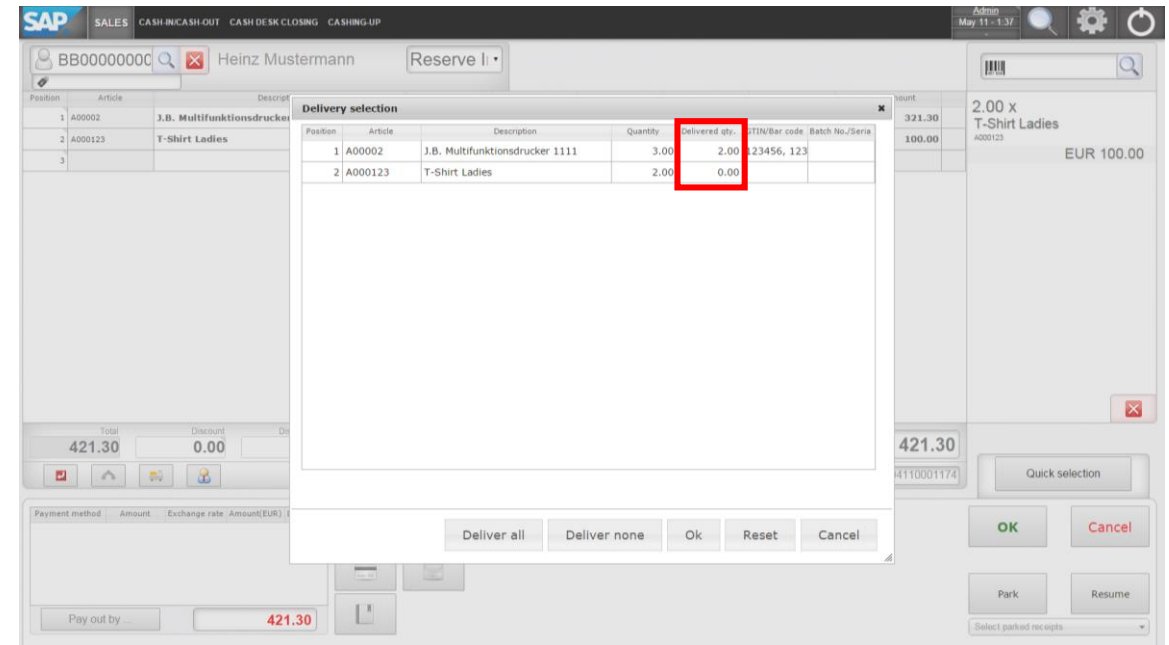 SAP SALES CASH-IN/CASH-OUT CASH DESK CLOSING CASHING-UP Admin
May 11 - 1:37
BB00000000 Heinz Mustermann Reserve I
Position Article Descript
1 A00002 J.B. Multifunktionsdrucker 321.30
2 A000123 T-Shirt Ladies 100.00
3
2.00 x
T-Shirt Ladies
A000123
EUR 100.00
Delivery selection
Position Article Description Quantity Delivered qty. GTIN/Bar code Batch No./Seria
1 A00002 J.B. Multifunktionsdrucker 1111 3.00 2.00 123456, 123
2 A000123 T-Shirt Ladies 2.00 0.00
Deliver all Deliver none Ok Reset Cancel
Total Discount
421.30 0.00 421.30
4110001174
Quick selection
Payment method Amount Exchange rate Amount(EUR)
OK Cancel
Park Resume
Pay out by ... 421.30
Select parked receipts